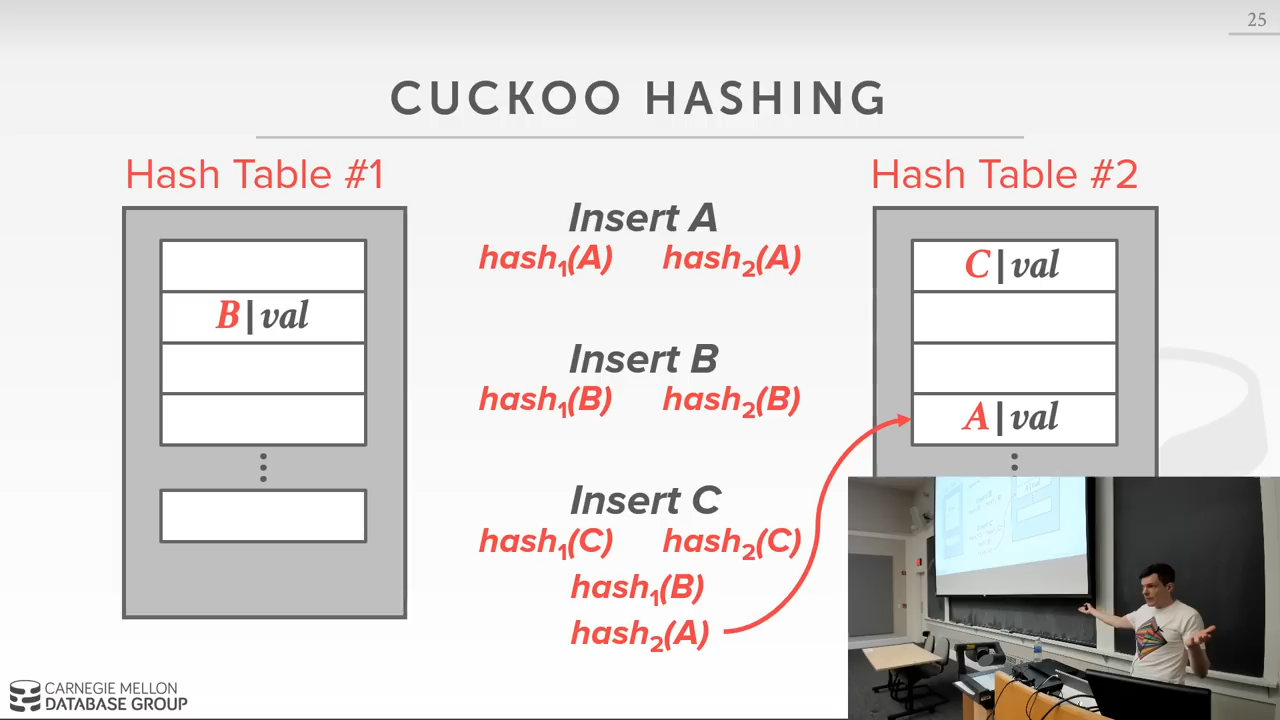 25
CUCKOO HASHING
Hash Table #1
Hash Table #2
Insert A
hash₁(A) hash₂(A)
C|val
B|val
Insert B
hash₁(B) hash₂(B)
A|val
Insert C
hash₁(C) hash₂(C)
hash₁(B)
hash₂(A)
CARNEGIE MELLON
DATABASE GROUP